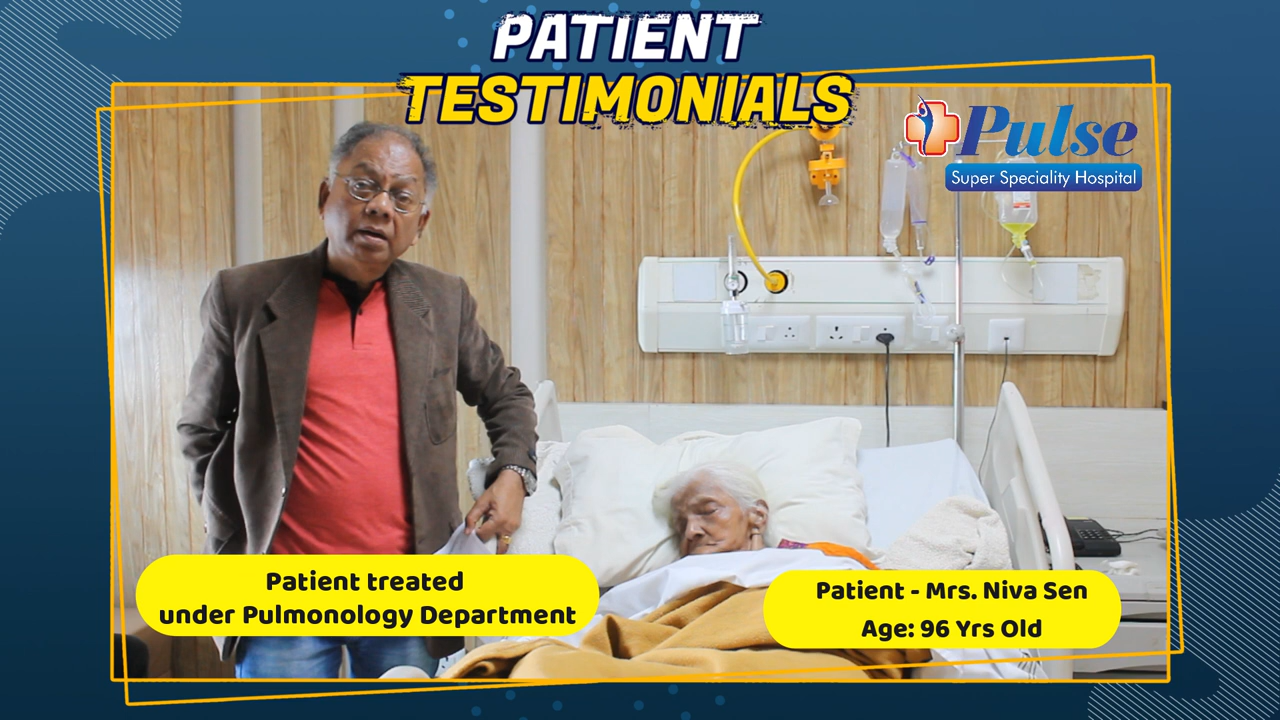 PATIENT
TESTIMONIALS
Pulse
Super Speciality Hospital
Patient treated
under Pulmonology Department
Patient - Mrs. Niva Sen
Age: 96 Yrs Old